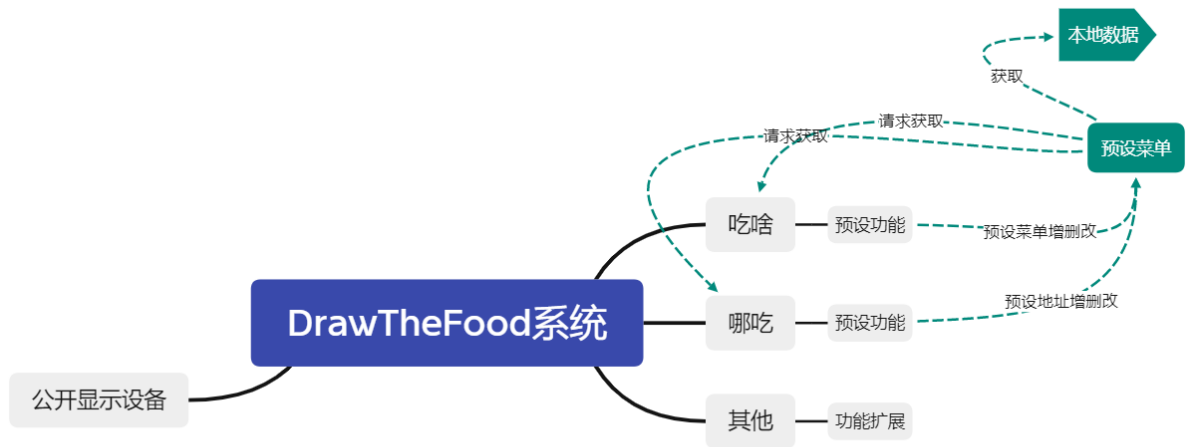 本地数据
获取
请求获取
请求获取
预设菜单
吃啥
预设功能
预设菜单增删改
预设地址增删改
DrawTheFood系统
哪吃
预设功能
公开显示设备
其他
功能扩展